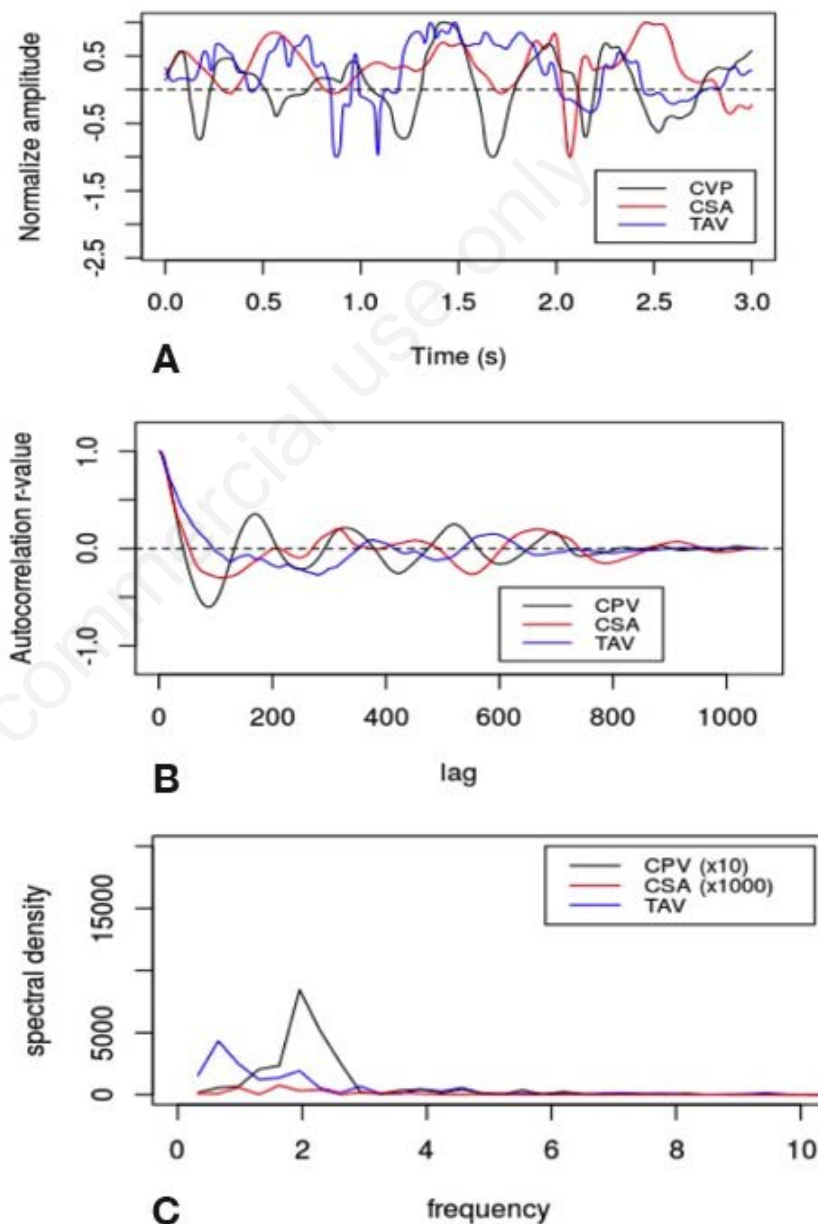 Normalize amplitude
0.5
-0.5
-1.5
-2.5
CVP
CSA
TAV
0.0 0.5 1.0 1.5 2.0 2.5 3.0
Time (s)
A
commercial use only
Autocorrelation r-value
1.0
0.0
-1.0
CPV
CSA
TAV
0 200 400 600 800 1000
lag
B
spectral density
15000
5000
0
CPV (x10)
CSA (x1000)
TAV
0 2 4 6 8 10
frequency
C